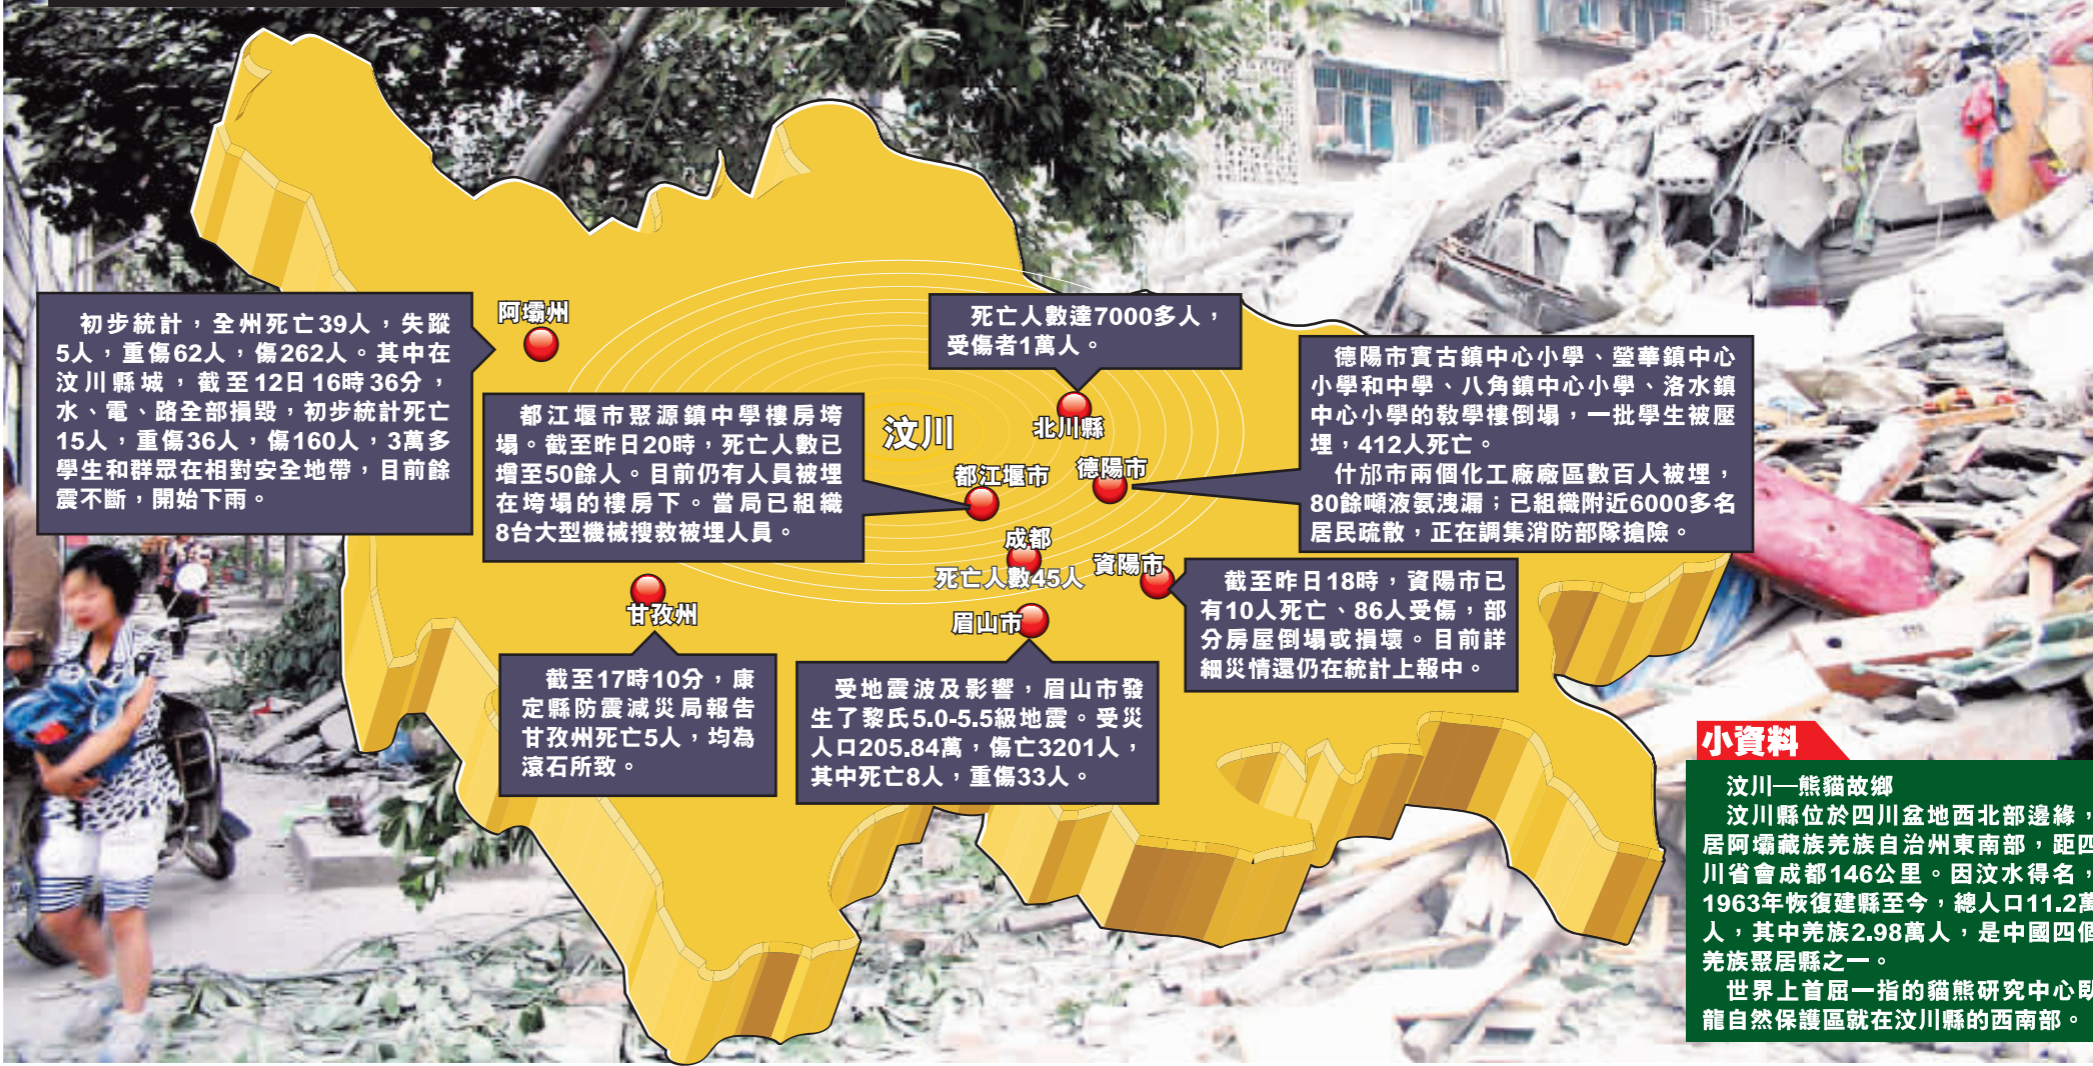 阿壩州
初步統計，全州死亡39人，失蹤
5人，重傷62人，傷262人。其中在
汶川縣城，截至12日16時36分，
水、電、路全部損毀，初步統計死亡
15人，重傷36人，傷160人，3萬多
學生和群眾在相對安全地帶，目前餘
震不斷，開始下雨。
死亡人數達7000多人，
受傷者1萬人。
北川縣
汶川
都江堰市聚源鎮中學樓房垮
塌。截至昨日20時，死亡人數已
增至50餘人。目前仍有人員被埋
在垮塌的樓房下。當局已組織
8台大型機械搜救被埋人員。
都江堰市
德陽市
德陽市實古鎮中心小學、瑩華鎮中心
小學和中學、八角鎮中心小學、洛水鎮
中心小學的教學樓倒塌，一批學生被壓
埋，412人死亡。
什邡市兩個化工廠廠區數百人被埋，
80餘噸液氨洩漏；已組織附近6000多名
居民疏散，正在調集消防部隊搶險。
成都
死亡人數45人
資陽市
截至昨日18時，資陽市已
有10人死亡、86人受傷，部
分房屋倒塌或損壞。目前詳
細災情還仍在統計上報中。
甘孜州
截至17時10分，康
定縣防震減災局報告
甘孜州死亡5人，均為
滾石所致。
眉山市
受地震波及影響，眉山市發
生了黎氏5.0-5.5級地震。受災
人口205.84萬，傷亡3201人，
其中死亡8人，重傷33人。
小資料
汶川—熊貓故鄉
汶川縣位於四川盆地西北部邊緣，
居阿壩藏族羌族自治州東南部，距四
川省會成都146公里。因汶水得名，
1963年恢復建縣至今，總人口11.2萬
人，其中羌族2.98萬人，是中國四個
羌族聚居縣之一。
世界上首屈一指的貓熊研究中心即
龍自然保護區就在汶川縣的西南部。